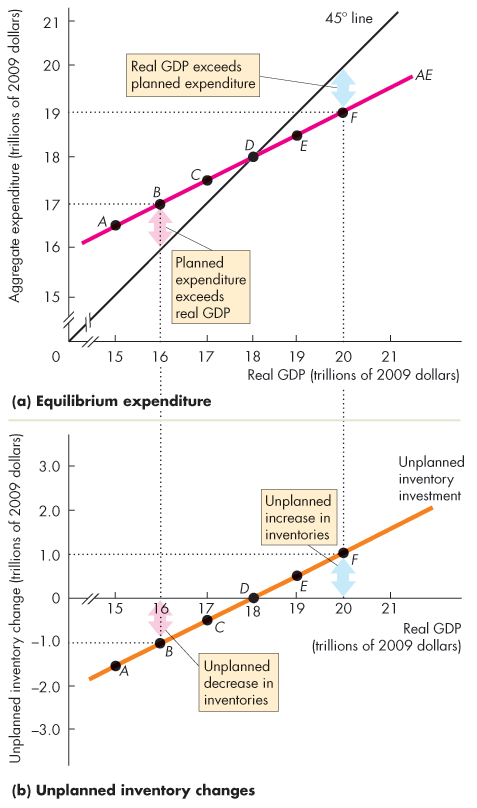 Aggregate expenditure (trillions of 2009 dollars)
21
20
19
18
17
16
15
0
45° line
Real GDP exceeds
planned expenditure
AE
A
B
C
D
E
F
Planned
expenditure
exceeds
real GDP
15
16
17
18
19
20
21
Real GDP (trillions of 2009 dollars)
(a) Equilibrium expenditure
Unplanned inventory change (trillions of 2009 dollars)
3.0
2.0
1.0
0
–1.0
–2.0
–3.0
Unplanned
inventory
investment
Unplanned
increase in
inventories
A
B
C
D
E
F
15
16
17
18
19
20
21
Real GDP
(trillions of 2009 dollars)
Unplanned
decrease in
inventories
(b) Unplanned inventory changes